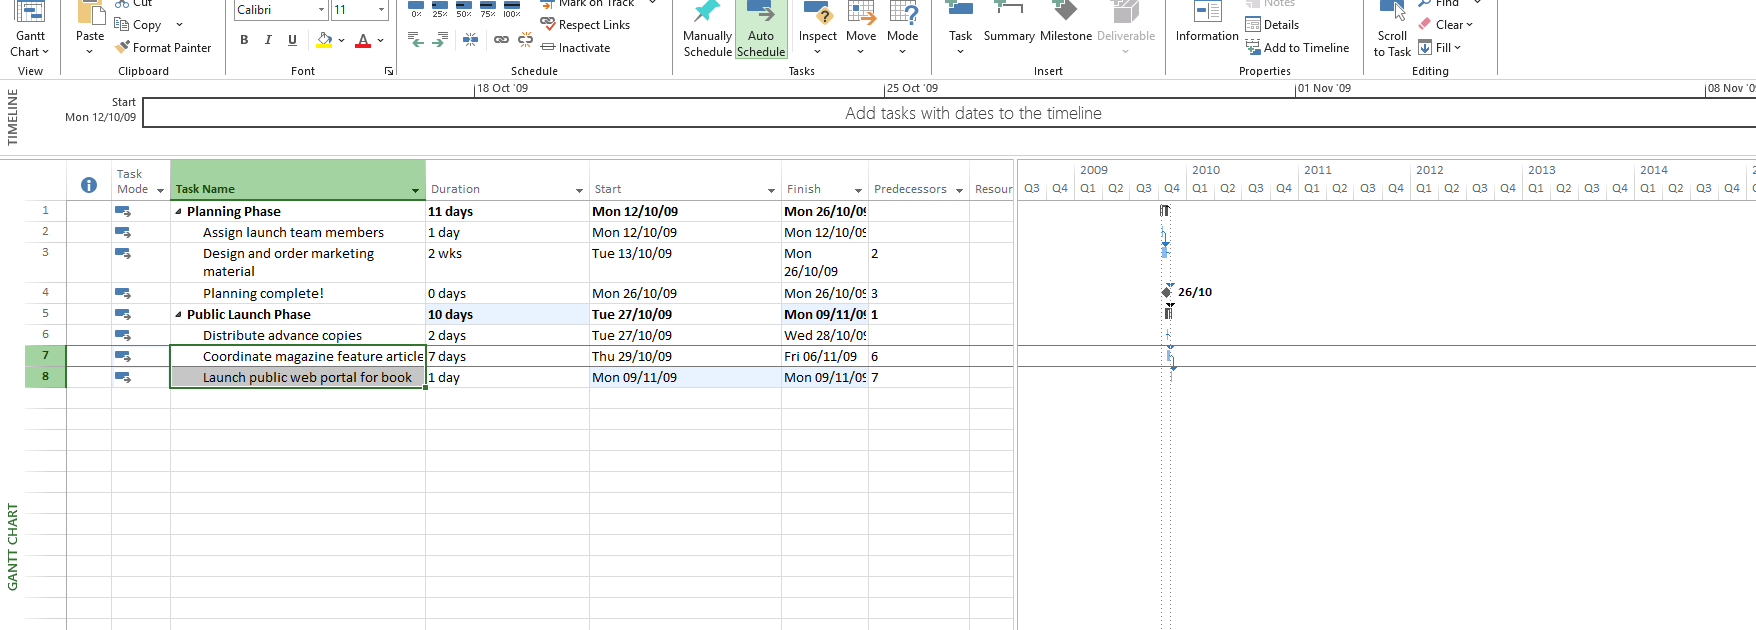 Cut
Calibri 11
0% 25% 50% 75% 100%
Mark on Track
Notes
Find
Gantt
Chart
Paste
Copy
Format Painter
B I U A
Respect Links
Inactivate
Manually
Schedule
Auto
Schedule
Inspect
Move
Mode
Task
Summary
Milestone
Deliverable
Information
Details
Add to Timeline
Scroll
to Task
Clear
Fill
View
Clipboard
Font
Schedule
Tasks
Insert
Properties
Editing
TIMELINE
18 Oct '09
25 Oct '09
01 Nov '09
08 Nov
Start
Mon 12/10/09
Add tasks with dates to the timeline
GANTT CHART
Task
Mode
Task Name
Duration
Start
Finish
Predecessors
Resour
1 Planning Phase 11 days Mon 12/10/09 Mon 26/10/09
2 Assign launch team members 1 day Mon 12/10/09 Mon 12/10/09
3 Design and order marketing 2 wks Tue 13/10/09 Mon 2
material 26/10/09
4 Planning complete! 0 days Mon 26/10/09 Mon 26/10/09 3
5 Public Launch Phase 10 days Tue 27/10/09 Mon 09/11/09 1
6 Distribute advance copies 2 days Tue 27/10/09 Wed 28/10/09
7 Coordinate magazine feature article 7 days Thu 29/10/09 Fri 06/11/09 6
8 Launch public web portal for book 1 day Mon 09/11/09 Mon 09/11/09 7
2009 2010 2011 2012 2013 2014
Q3 Q4 Q1 Q2 Q3 Q4 Q1 Q2 Q3 Q4 Q1 Q2 Q3 Q4 Q1 Q2 Q3 Q4 Q1 Q2 Q3 Q4 Q1 Q2 Q3 Q4
26/10